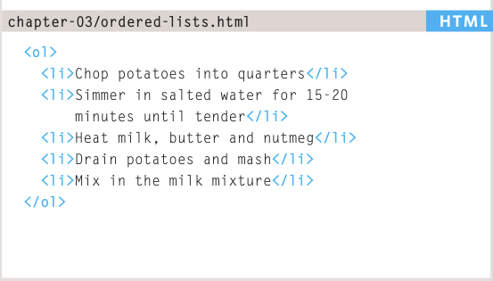 chapter-03/ordered-lists.html HTML
<ol>
<li>Chop potatoes into quarters</li>
<li>Simmer in salted water for 15-20
minutes until tender</li>
<li>Heat milk, butter and nutmeg</li>
<li>Drain potatoes and mash</li>
<li>Mix in the milk mixture</li>
</ol>